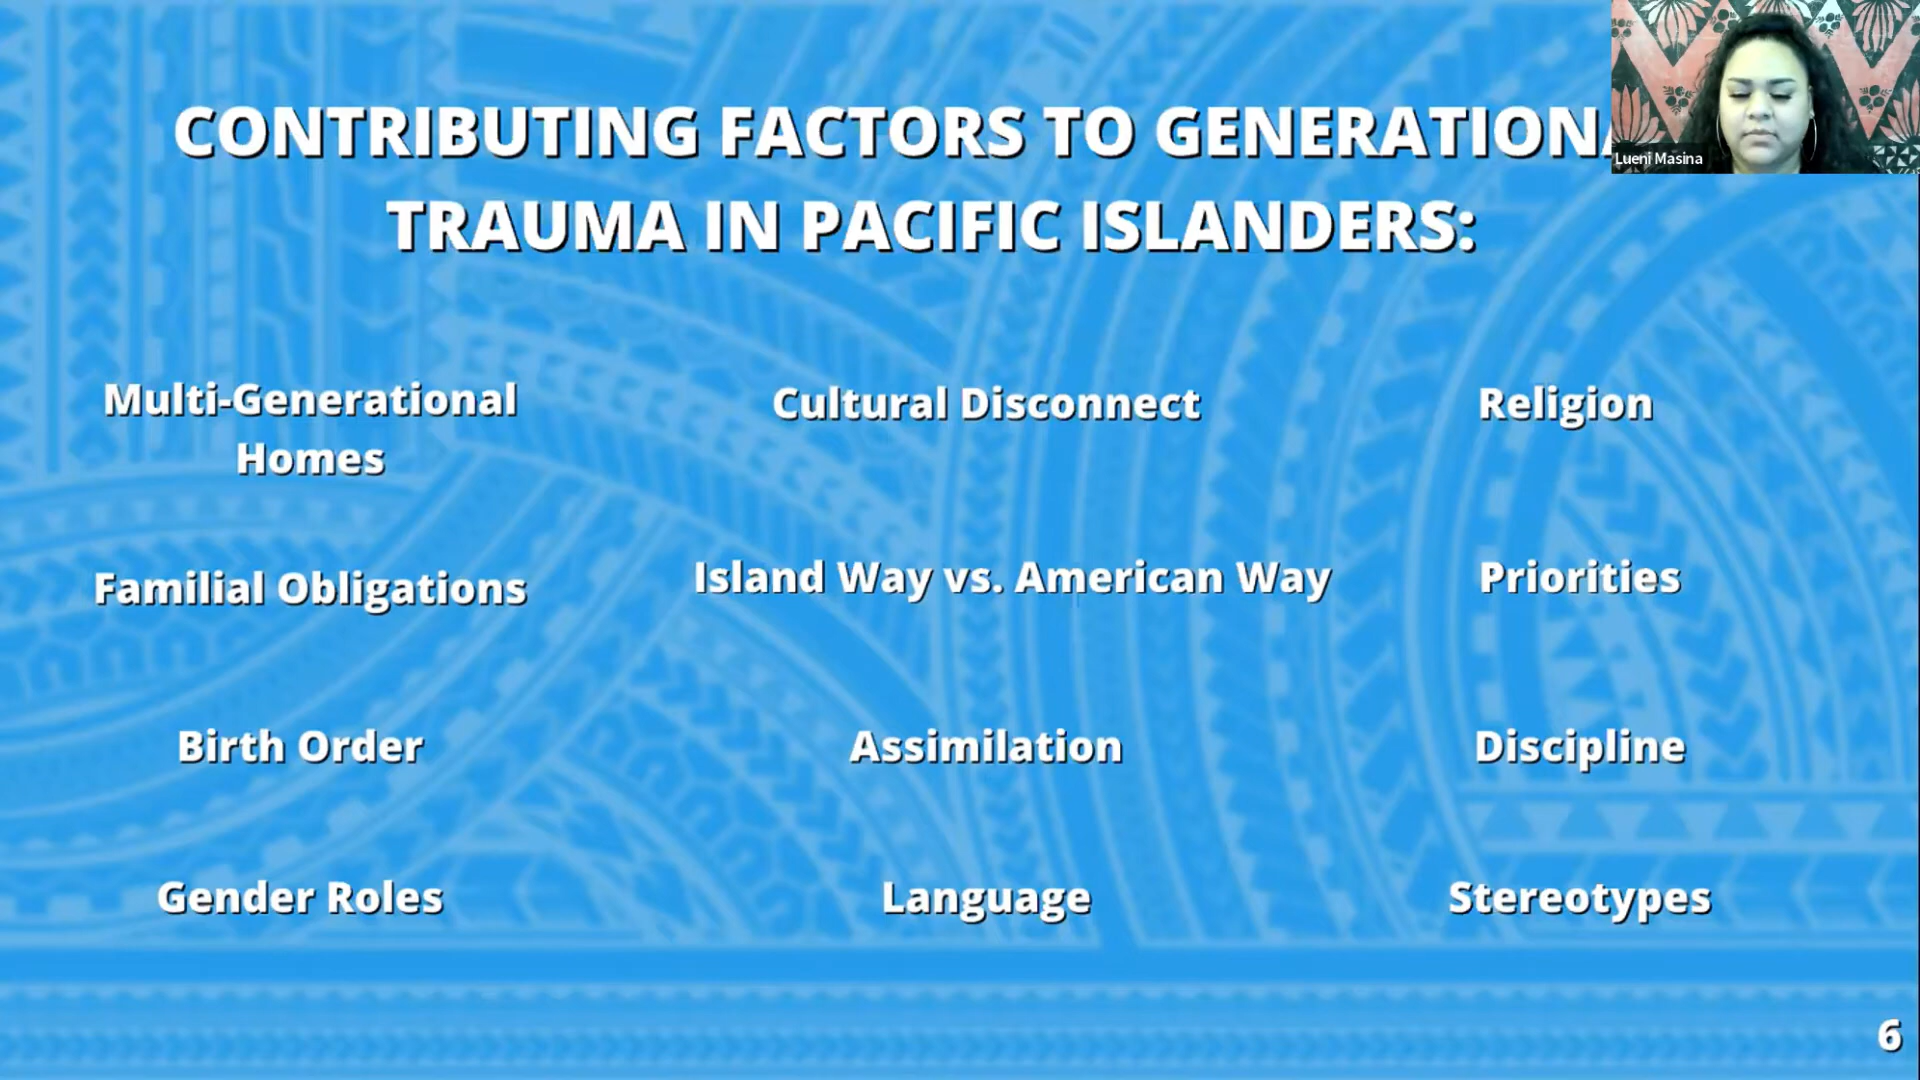 CONTRIBUTING FACTORS TO GENERATIONA
TRAUMA IN PACIFIC ISLANDERS:
Lueni Masina
Multi-Generational
Homes
Cultural Disconnect
Religion
Familial Obligations
Island Way vs. American Way
Priorities
Birth Order
Assimilation
Discipline
Gender Roles
Language
Stereotypes
6